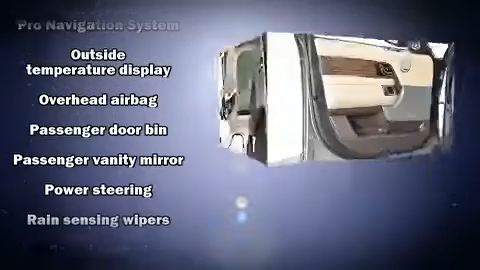 Pro Navigation System
Outside
temperature display
Overhead airbag
Passenger door bin
Passenger vanity mirror
Power steering
Rain sensing wipers